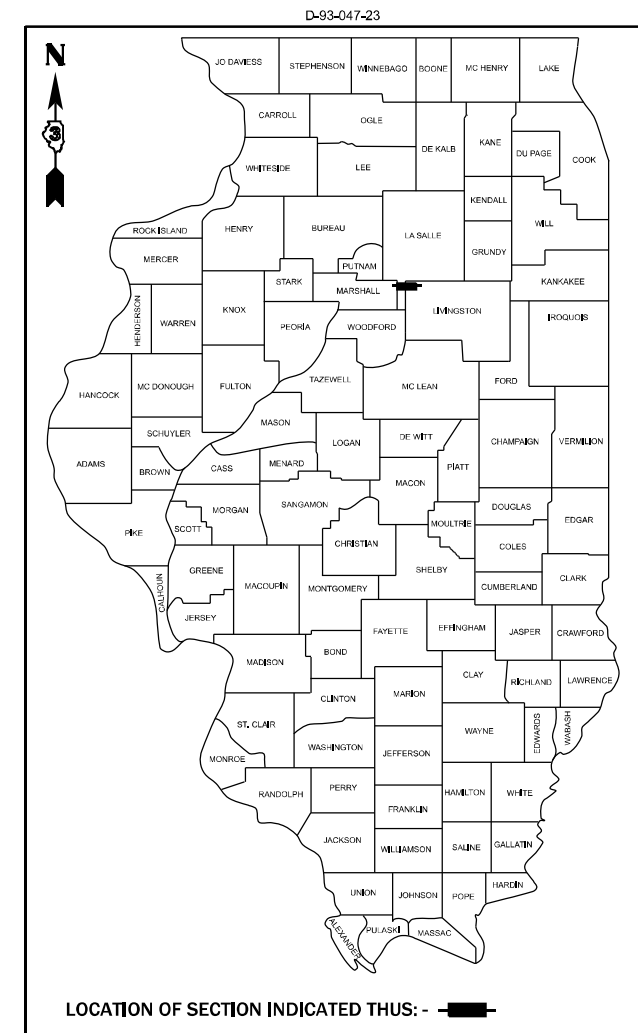 D-93-047-23
JO DAVIESS STEPHENSON WINNEBAGO BOONE MC HENRY LAKE
N
3
CARROLL OGLE DE KALB KANE DU PAGE COOK
WHITESIDE LEE
KENDALL
ROCK ISLAND HENRY BUREAU LA SALLE WILL
MERCER PUTNAM GRUNDY
STARK MARSHALL KANKAKEE
HENDERSON WARREN KNOX PEORIA WOODFORD LIVINGSTON IROQUOIS
HANCOCK MC DONOUGH FULTON TAZEWELL MC LEAN FORD
SCHUYLER MASON LOGAN DE WITT CHAMPAIGN VERMILION
ADAMS BROWN CASS MENARD PIATT
MACON
MORGAN SANGAMON DOUGLAS
PIKE SCOTT CHRISTIAN MOULTRIE EDGAR
COLES
GREENE SHELBY
CALHOUN MACOUPIN MONTGOMERY CUMBERLAND CLARK
JERSEY
FAYETTE EFFINGHAM JASPER CRAWFORD
MADISON BOND
CLAY RICHLAND LAWRENCE
CLINTON MARION
ST. CLAIR WAYNE EDWARDS WABASH
MONROE WASHINGTON JEFFERSON
RANDOLPH PERRY HAMILTON WHITE
FRANKLIN
JACKSON WILLIAMSON SALINE GALLATIN
UNION JOHNSON POPE HARDIN
ALEXANDER PULASKI MASSAC
LOCATION OF SECTION INDICATED THUS: -